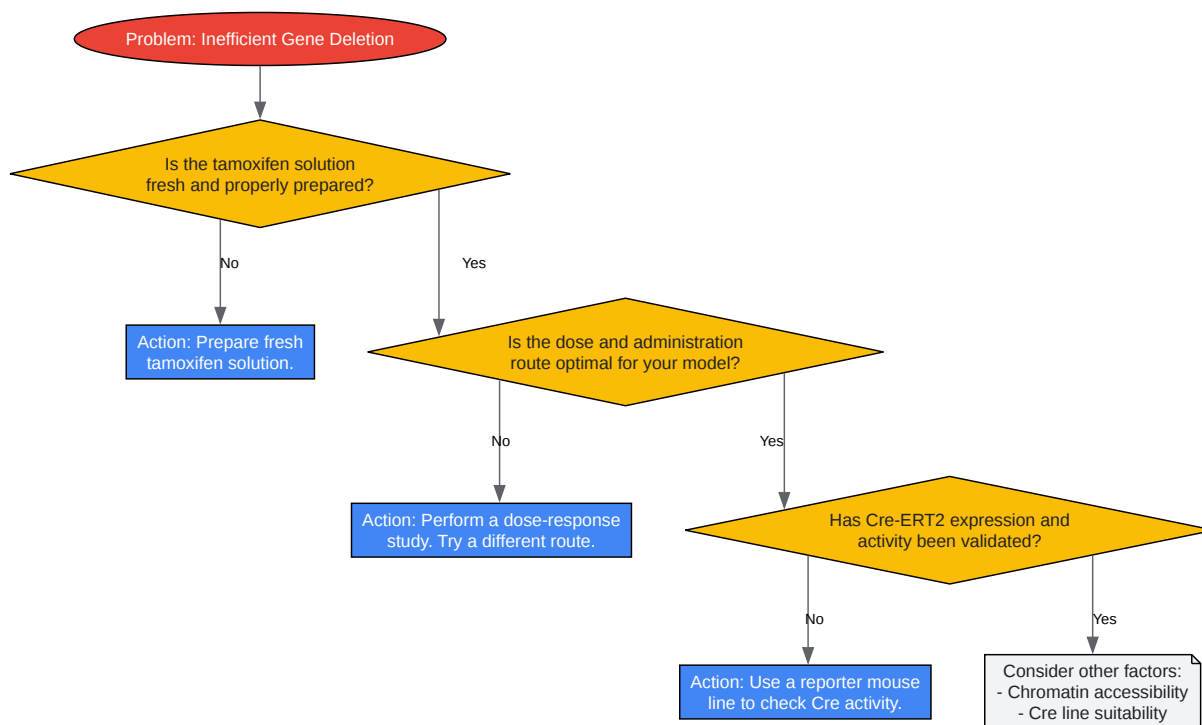 Problem: Inefficient Gene Deletion
Is the tamoxifen solution
fresh and properly prepared?
No
Yes
Action: Prepare fresh
tamoxifen solution.
Is the dose and administration
route optimal for your model?
No
Yes
Action: Perform a dose-response
study. Try a different route.
Has Cre-ERT2 expression and
activity been validated?
No
Yes
Action: Use a reporter mouse
line to check Cre activity.
Consider other factors:
- Chromatin accessibility
- Cre line suitability